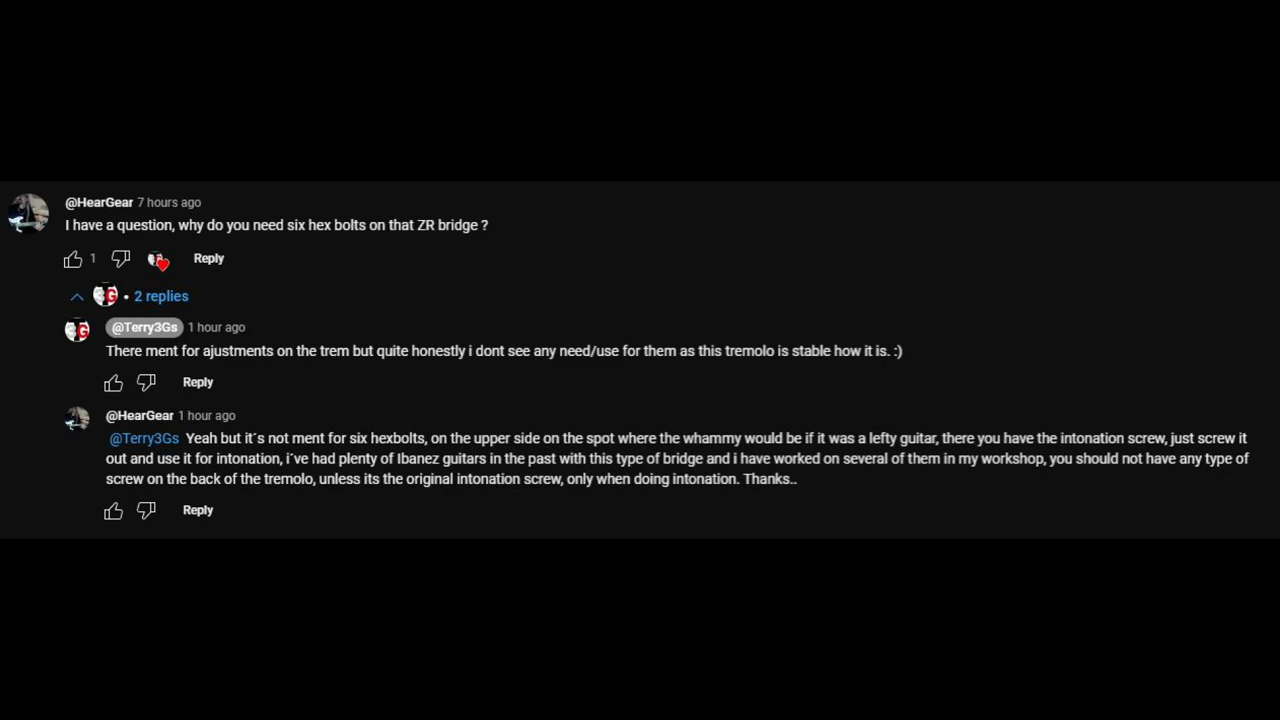 @HearGear 7 hours ago
I have a question, why do you need six hex bolts on that ZR bridge ?
1 Reply
3G • 2 replies
3G @Terry3Gs 1 hour ago
There ment for ajustments on the trem but quite honestly i dont see any need/use for them as this tremolo is stable how it is. :)
Reply
@HearGear 1 hour ago
@Terry3Gs Yeah but it´s not ment for six hexbolts, on the upper side on the spot where the whammy would be if it was a lefty guitar, there you have the intonation screw, just screw it
out and use it for intonation, i´ve had plenty of Ibanez guitars in the past with this type of bridge and i have worked on several of them in my workshop, you should not have any type of
screw on the back of the tremolo, unless its the original intonation screw, only when doing intonation. Thanks..
Reply